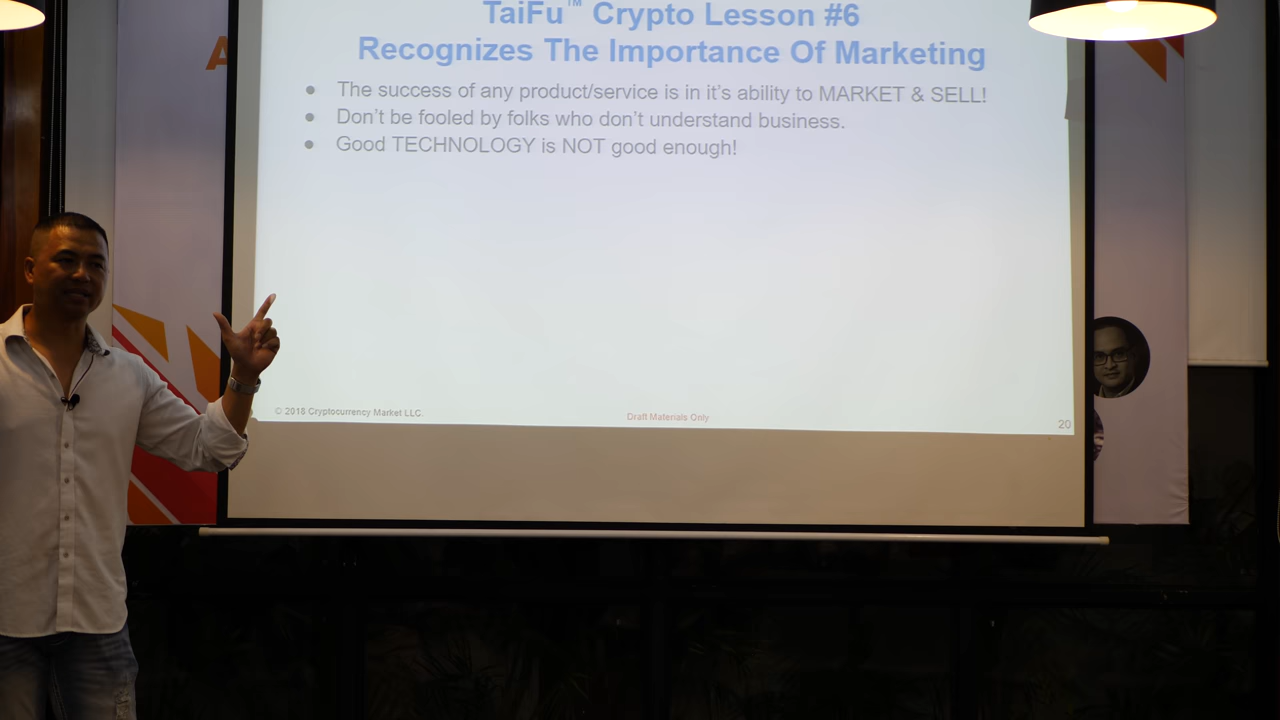 TaiFu™ Crypto Lesson #6
Recognizes The Importance Of Marketing
● The success of any product/service is in it's ability to MARKET & SELL!
● Don't be fooled by folks who don't understand business.
● Good TECHNOLOGY is NOT good enough!
© 2018 Cryptocurrency Market LLC.
Draft Materials Only
20
A